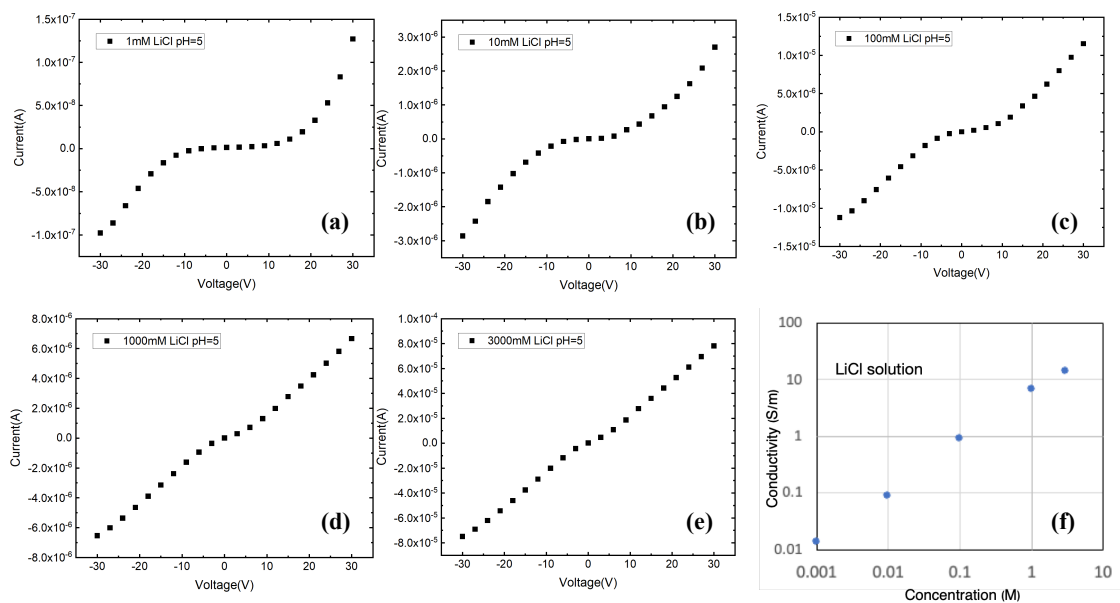 1mM LiCl pH=5
1.5x10-7
1.0x10-7
5.0x10-8
0.0
-5.0x10-8
-1.0x10-7
Current(A)
-30 -20 -10 0 10 20 30
Voltage(V)
(a)
10mM LiCl pH=5
3.0x10-6
2.0x10-6
1.0x10-6
0.0
-1.0x10-6
-2.0x10-6
-3.0x10-6
Current(A)
-30 -20 -10 0 10 20 30
Voltage(V)
(b)
100mM LiCl pH=5
1.5x10-5
1.0x10-5
5.0x10-6
0.0
-5.0x10-6
-1.0x10-5
-1.5x10-5
Current(A)
-30 -20 -10 0 10 20 30
Voltage(V)
(c)
1000mM LiCl pH=5
8.0x10-6
6.0x10-6
4.0x10-6
2.0x10-6
0.0
-2.0x10-6
-4.0x10-6
-6.0x10-6
-8.0x10-6
Current(A)
-30 -20 -10 0 10 20 30
Voltage(V)
(d)
3000mM LiCl pH=5
1.0x10-4
8.0x10-5
6.0x10-5
4.0x10-5
2.0x10-5
0.0
-2.0x10-5
-4.0x10-5
-6.0x10-5
-8.0x10-5
Current(A)
-30 -20 -10 0 10 20 30
Voltage(V)
(e)
LiCl solution
100
10
1
0.1
0.01
Conductivity (S/m)
0.001 0.01 0.1 1 10
Concentration (M)
(f)